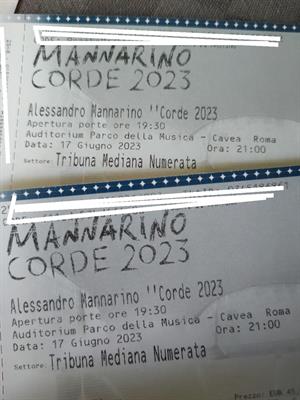 MANNARINO
CORDE 2023
Alessandro Mannarino "Corde 2023
Apertura porte ore 19:30
Auditorium Parco della Musica - Cavea Roma
Data: 17 Giugno 2023 Ora: 21:00
Settore: Tribuna Mediana Numerata
MANNARINO
CORDE 2023
Alessandro Mannarino "Corde 2023
Apertura porte ore 19:30
Auditorium Parco della Musica - Cavea Roma
Data: 17 Giugno 2023 Ora: 21:00
Settore: Tribuna Mediana Numerata
Prezzo: EUR